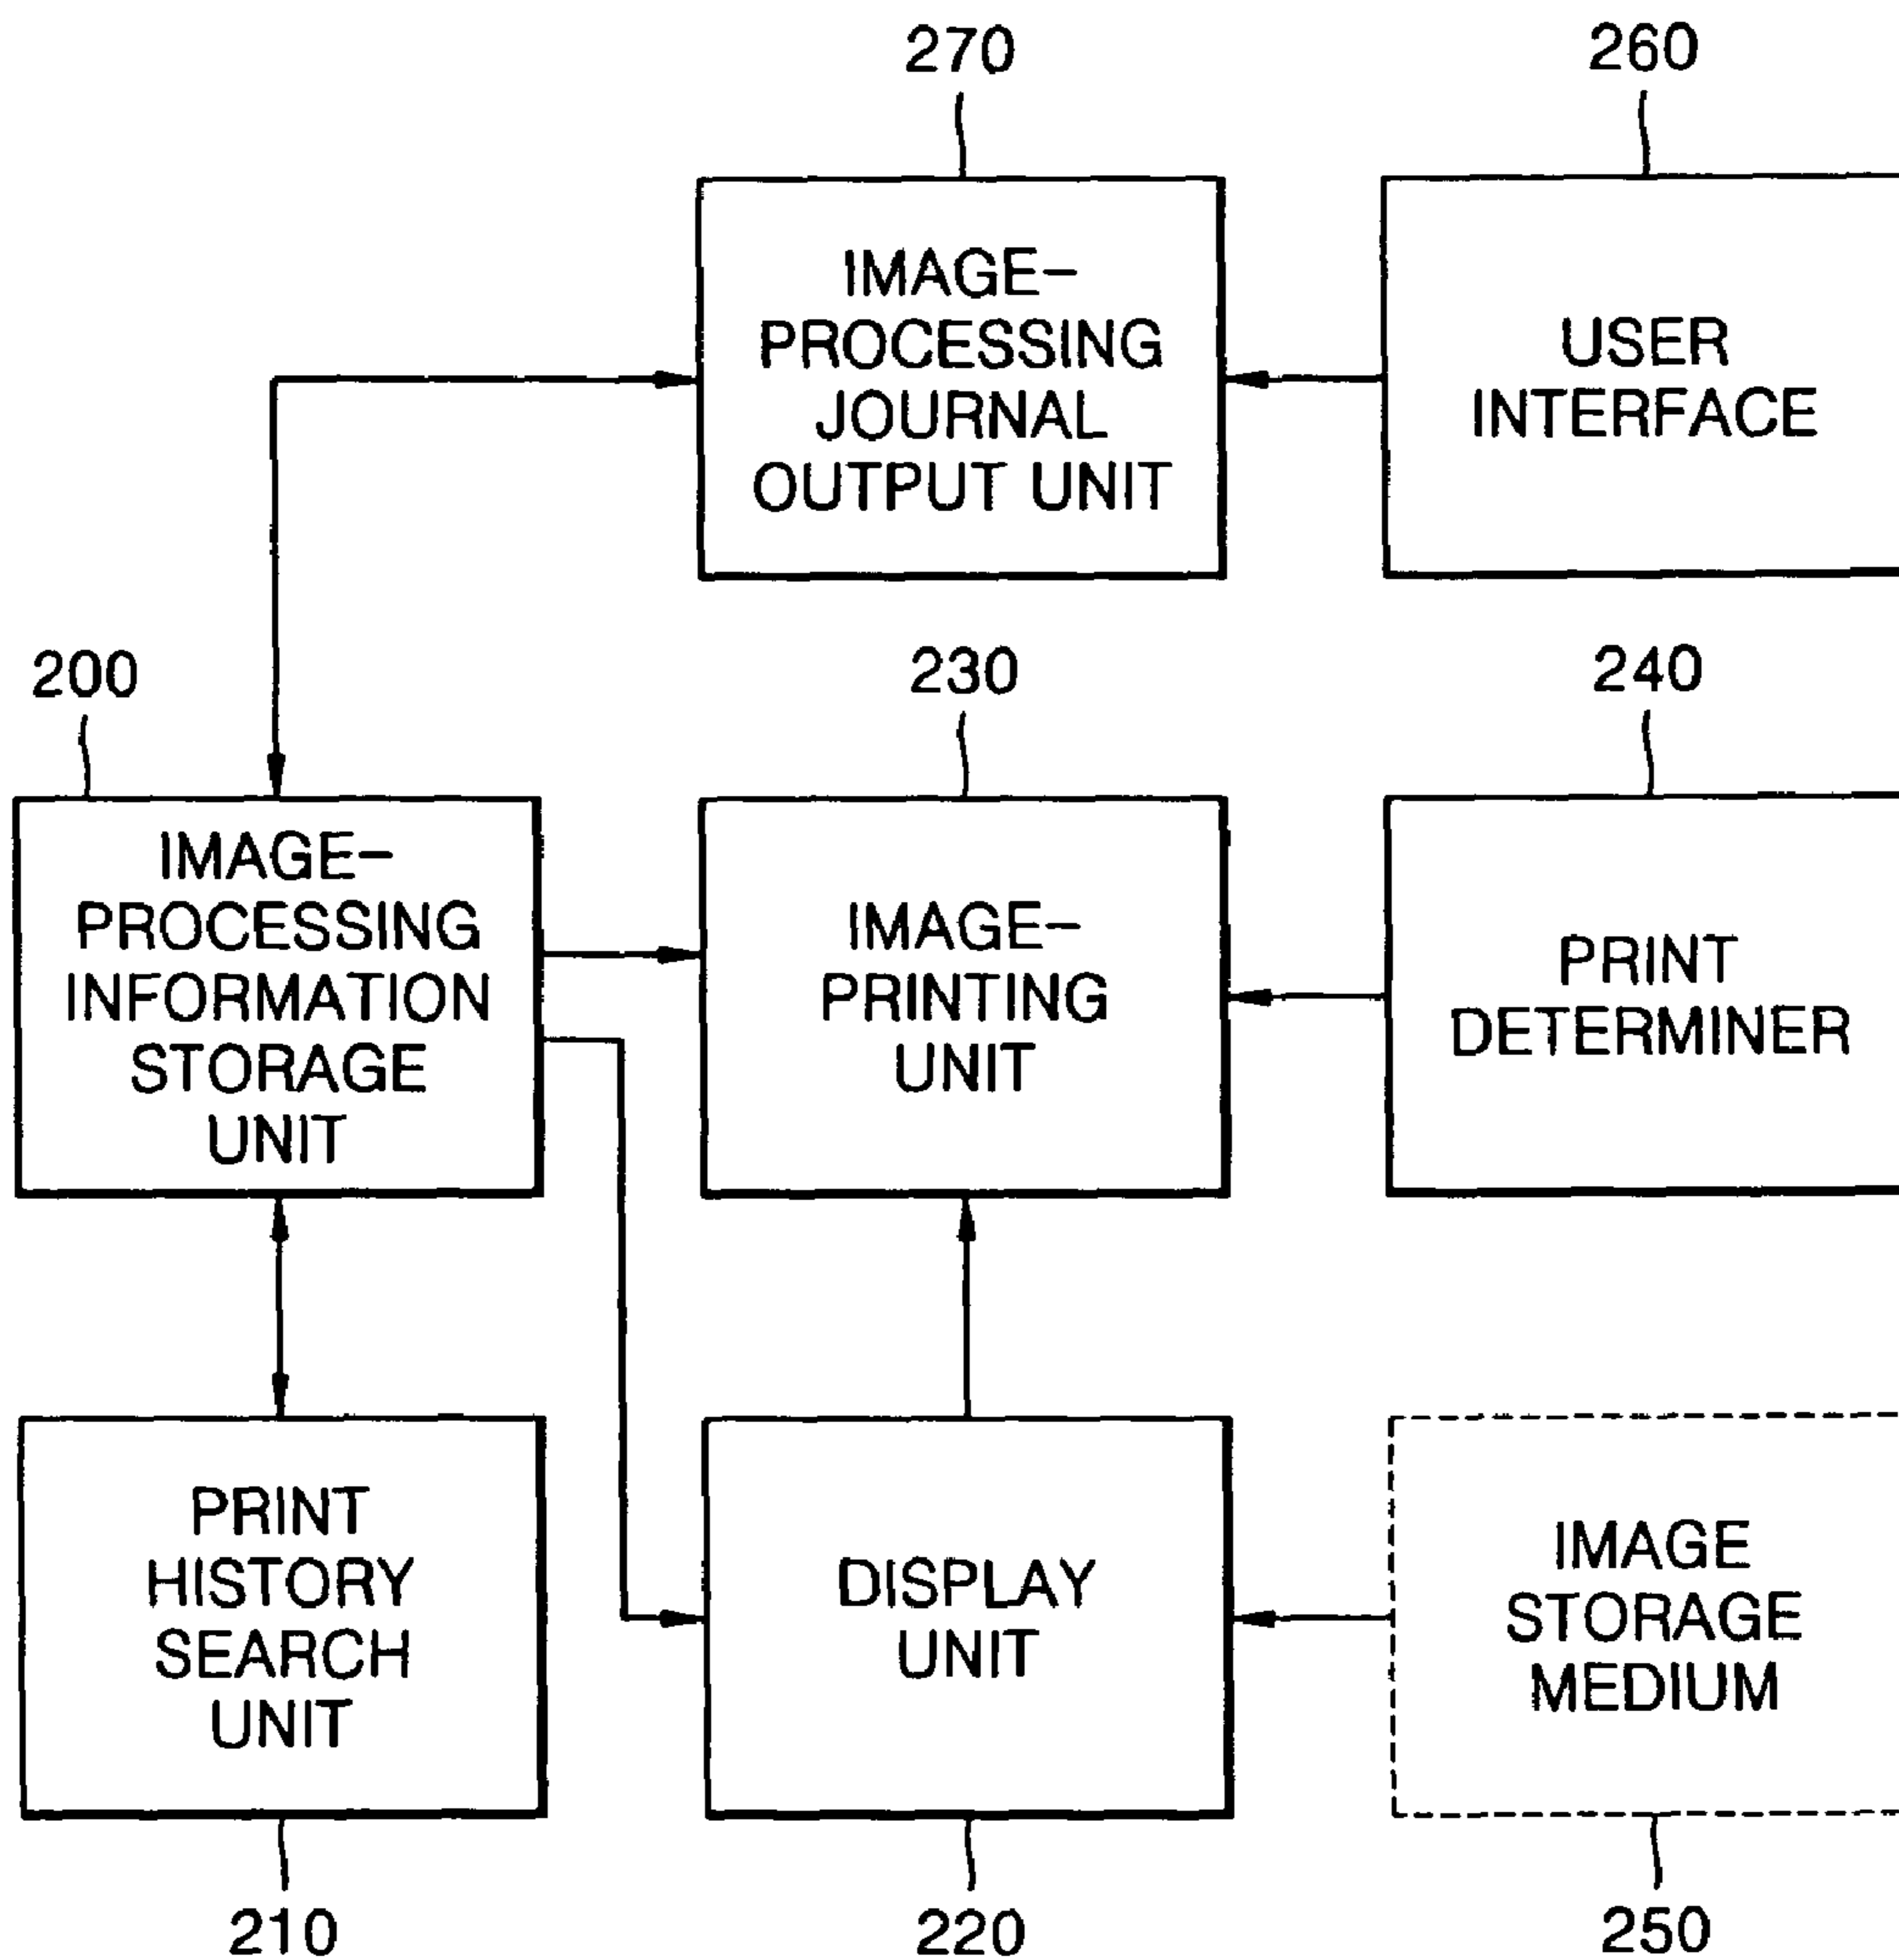 270
260
IMAGE-
PROCESSING
JOURNAL
OUTPUT UNIT
USER
INTERFACE
200
230
240
IMAGE-
PROCESSING
INFORMATION
STORAGE
UNIT
IMAGE-
PRINTING
UNIT
PRINT
DETERMINER
PRINT
HISTORY
SEARCH
UNIT
DISPLAY
UNIT
IMAGE
STORAGE
MEDIUM
210
220
250